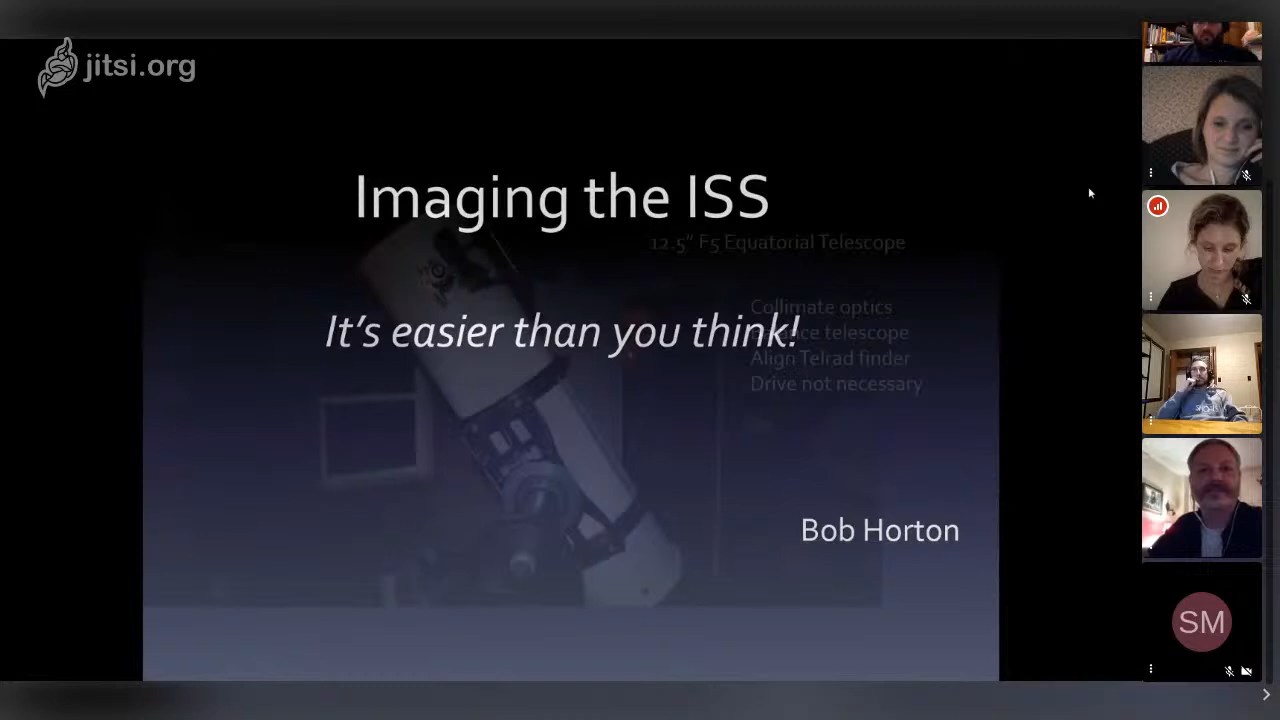 jitsi.org
Imaging the ISS
12.5” F5 Equatorial Telescope
Collimate optics
It’s easier than you think!
Balance telescope
Align Telrad finder
Drive not necessary
Bob Horton
SM